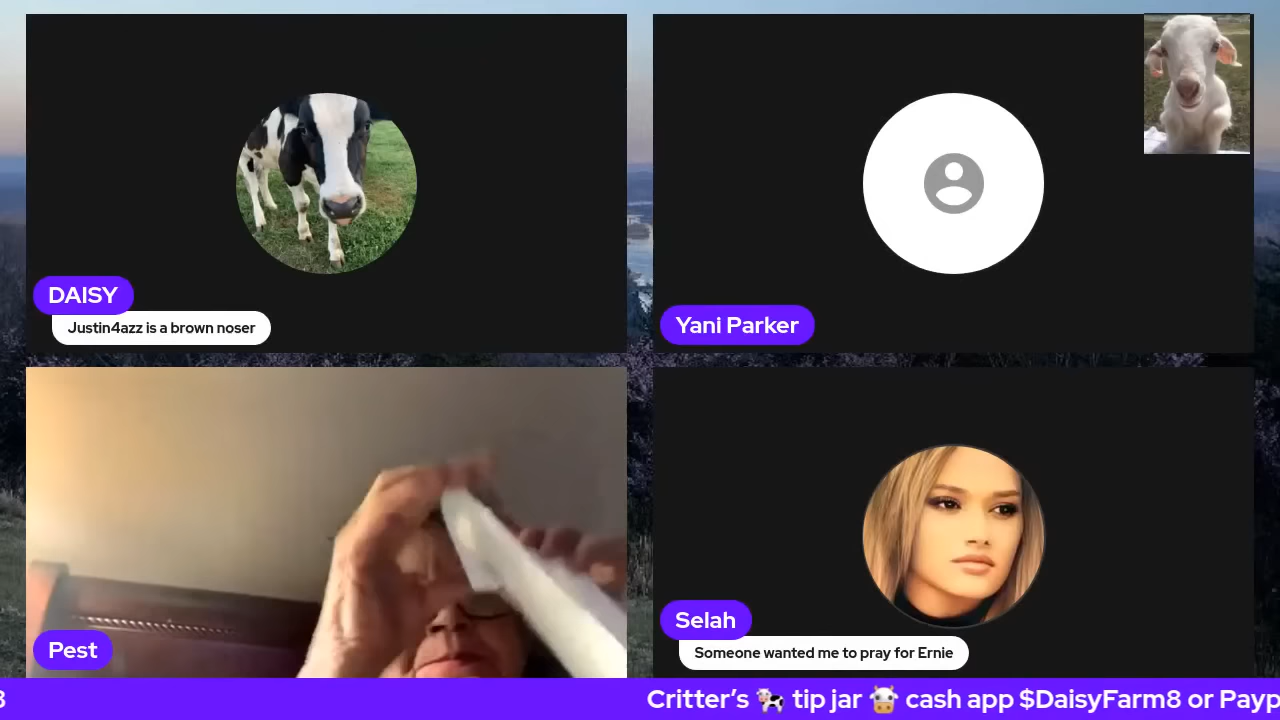 DAISY
Justin4azz is a brown noser
Yani Parker
Pest
Selah
Someone wanted me to pray for Ernie
Critter's 🐄 tip jar 🐮 cash app $DaisyFarm8 or Payp